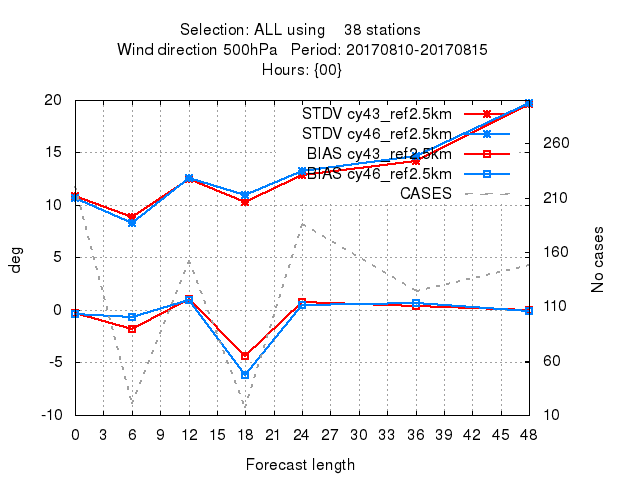 Selection: ALL using 38 stations
Wind direction 500hPa Period: 20170810-20170815
Hours: {00}
STDV cy43_ref2.5km
STDV cy46_ref2.5km
BIAS cy43_ref2.5km
BIAS cy46_ref2.5km
CASES
20
15
10
5
0
-5
-10
deg
260
210
160
110
60
10
No cases
0 3 6 9 12 15 18 21 24 27 30 33 36 39 42 45 48
Forecast length